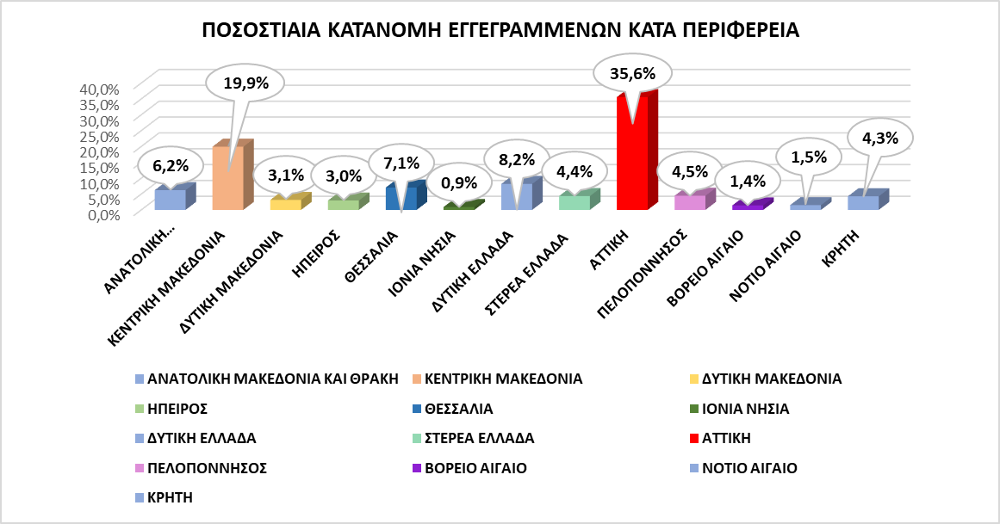 ΠΟΣΟΣΤΙΑΙΑ ΚΑΤΑΝΟΜΗ ΕΓΓΕΓΡΑΜΜΕΝΩΝ ΚΑΤΑ ΠΕΡΙΦΕΡΕΙΑ
40,0%
35,0%
30,0%
25,0%
20,0%
15,0%
10,0%
5,0%
0,0%
6,2%
19,9%
3,1%
3,0%
7,1%
0,9%
8,2%
4,4%
35,6%
4,5%
1,4%
1,5%
4,3%
ΑΝΑΤΟΛΙΚΗ...
ΚΕΝΤΡΙΚΗ ΜΑΚΕΔΟΝΙΑ
ΔΥΤΙΚΗ ΜΑΚΕΔΟΝΙΑ
ΗΠΕΙΡΟΣ
ΘΕΣΣΑΛΙΑ
ΙΟΝΙΑ ΝΗΣΙΑ
ΔΥΤΙΚΗ ΕΛΛΑΔΑ
ΣΤΕΡΕΑ ΕΛΛΑΔΑ
ΑΤΤΙΚΗ
ΠΕΛΟΠΟΝΝΗΣΟΣ
ΒΟΡΕΙΟ ΑΙΓΑΙΟ
ΝΟΤΙΟ ΑΙΓΑΙΟ
ΚΡΗΤΗ
ΑΝΑΤΟΛΙΚΗ ΜΑΚΕΔΟΝΙΑ ΚΑΙ ΘΡΑΚΗ
ΚΕΝΤΡΙΚΗ ΜΑΚΕΔΟΝΙΑ
ΔΥΤΙΚΗ ΜΑΚΕΔΟΝΙΑ
ΗΠΕΙΡΟΣ
ΘΕΣΣΑΛΙΑ
ΙΟΝΙΑ ΝΗΣΙΑ
ΔΥΤΙΚΗ ΕΛΛΑΔΑ
ΣΤΕΡΕΑ ΕΛΛΑΔΑ
ΑΤΤΙΚΗ
ΠΕΛΟΠΟΝΝΗΣΟΣ
ΒΟΡΕΙΟ ΑΙΓΑΙΟ
ΝΟΤΙΟ ΑΙΓΑΙΟ
ΚΡΗΤΗ